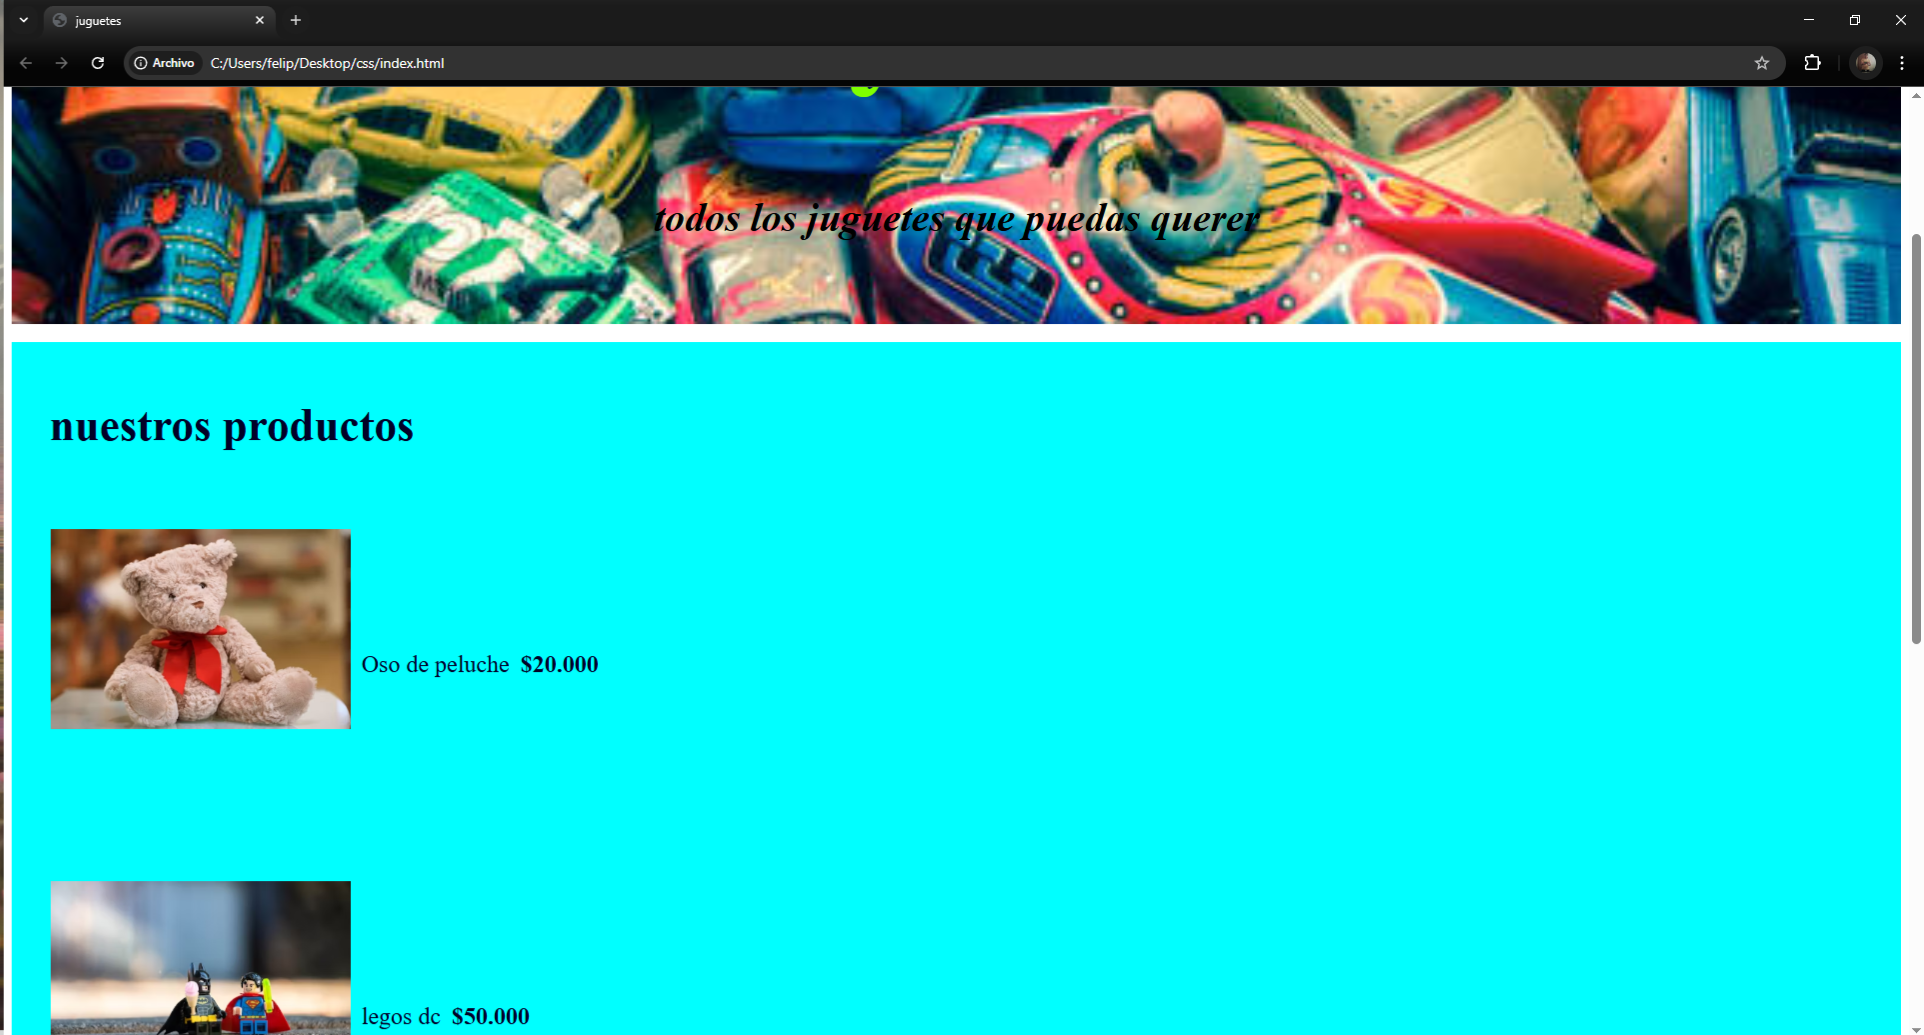 juguetes
Archivo C:/Users/felip/Desktop/css/index.html
todos los juguetes que puedas querer
nuestros productos
Oso de peluche $20.000
legos dc $50.000